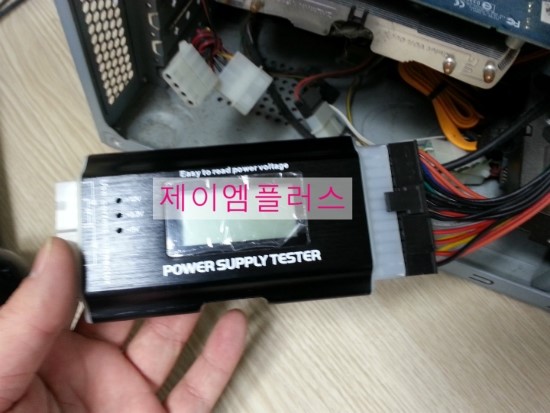 Easy to read power voltage
제이엠플러스
POWER SUPPLY TESTER